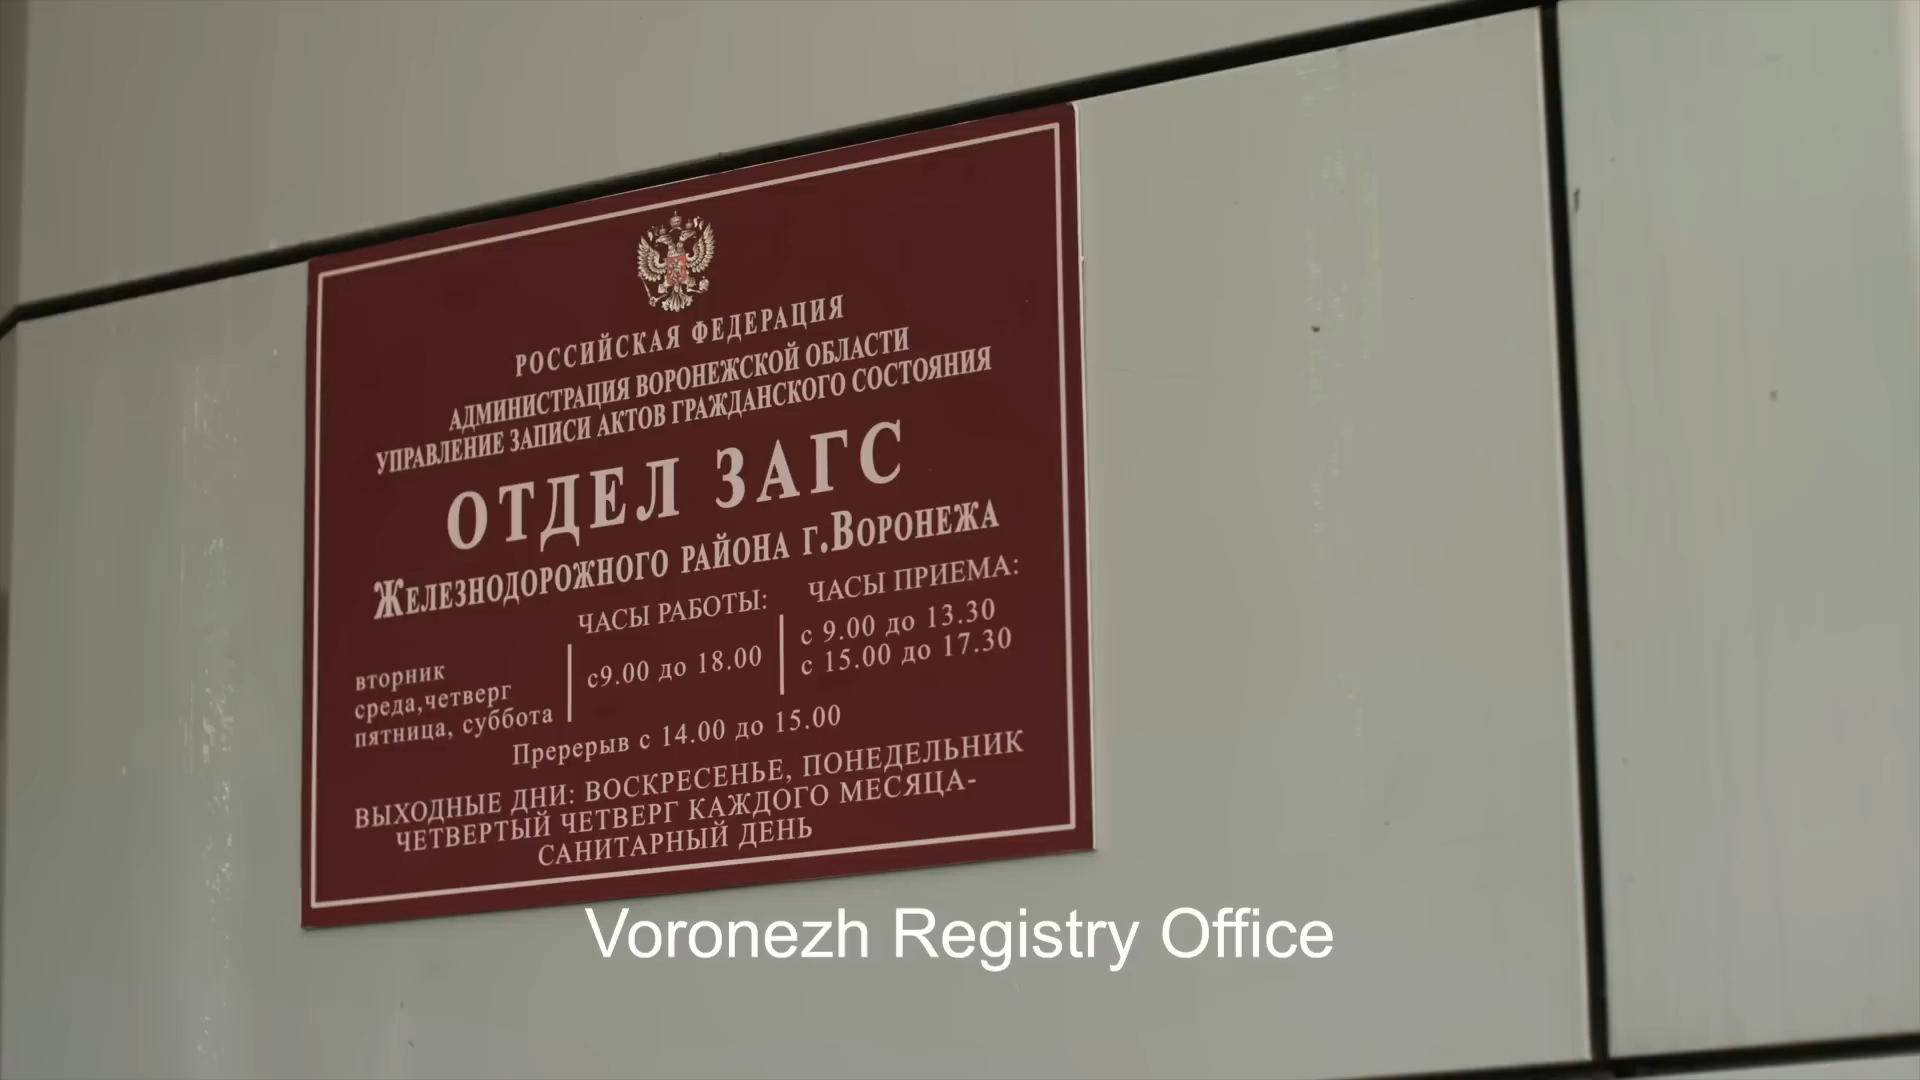 РОССИЙСКАЯ ФЕДЕРАЦИЯ
АДМИНИСТРАЦИЯ ВОРОНЕЖСКОЙ ОБЛАСТИ
УПРАВЛЕНИЕ ЗАПИСИ АКТОВ ГРАЖДАНСКОГО СОСТОЯНИЯ
ОТДЕЛ ЗАГС
ЖЕЛЕЗНОДОРОЖНОГО РАЙОНА Г.ВОРОНЕЖА
ЧАСЫ РАБОТЫ: ЧАСЫ ПРИЕМА:
вторник
среда,четверг
пятница, суббота
с9.00 до 18.00
с 9.00 до 13.30
с 15.00 до 17.30
Пререрыв с 14.00 до 15.00
ВЫХОДНЫЕ ДНИ: ВОСКРЕСЕНЬЕ, ПОНЕДЕЛЬНИК
ЧЕТВЕРТЫЙ ЧЕТВЕРГ КАЖДОГО МЕСЯЦА-
САНИТАРНЫЙ ДЕНЬ
Voronezh Registry Office